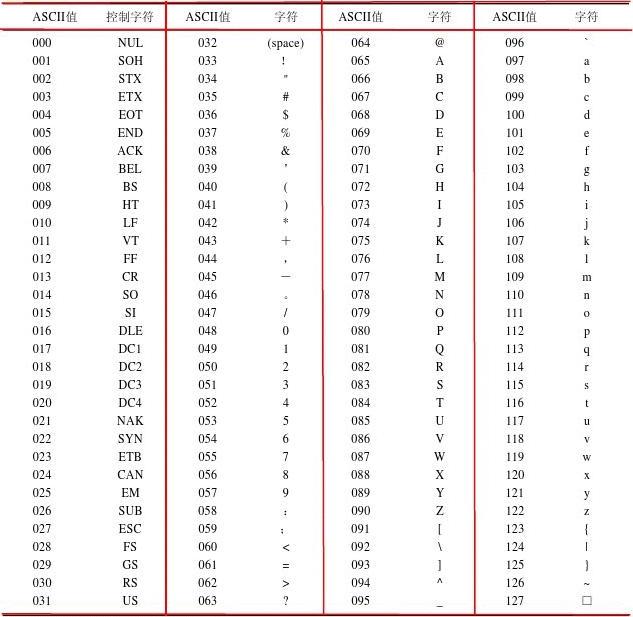 ASCII值 控制字符 ASCII值 字符 ASCII值 字符 ASCII值 字符
000 NUL 032 (space) 064 @ 096 `
001 SOH 033 ! 065 A 097 a
002 STX 034 " 066 B 098 b
003 ETX 035 # 067 C 099 c
004 EOT 036 $ 068 D 100 d
005 END 037 % 069 E 101 e
006 ACK 038 & 070 F 102 f
007 BEL 039 ' 071 G 103 g
008 BS 040 ( 072 H 104 h
009 HT 041 ) 073 I 105 i
010 LF 042 * 074 J 106 j
011 VT 043 + 075 K 107 k
012 FF 044 , 076 L 108 l
013 CR 045 — 077 M 109 m
014 SO 046 。 078 N 110 n
015 SI 047 / 079 O 111 o
016 DLE 048 0 080 P 112 p
017 DC1 049 1 081 Q 113 q
018 DC2 050 2 082 R 114 r
019 DC3 051 3 083 S 115 s
020 DC4 052 4 084 T 116 t
021 NAK 053 5 085 U 117 u
022 SYN 054 6 086 V 118 v
023 ETB 055 7 087 W 119 w
024 CAN 056 8 088 X 120 x
025 EM 057 9 089 Y 121 y
026 SUB 058 : 090 Z 122 z
027 ESC 059 ; 091 [ 123 {
028 FS 060 < 092 \ 124 |
029 GS 061 = 093 ] 125 }
030 RS 062 > 094 ^ 126 ~
031 US 063 ? 095 _ 127 □